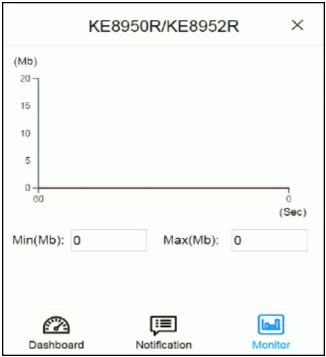 KE8950R/KE8952R
(Mb)
20
15
10
5
0
60 0
(Sec)
Min(Mb): 0 Max(Mb): 0
Dashboard Notification Monitor